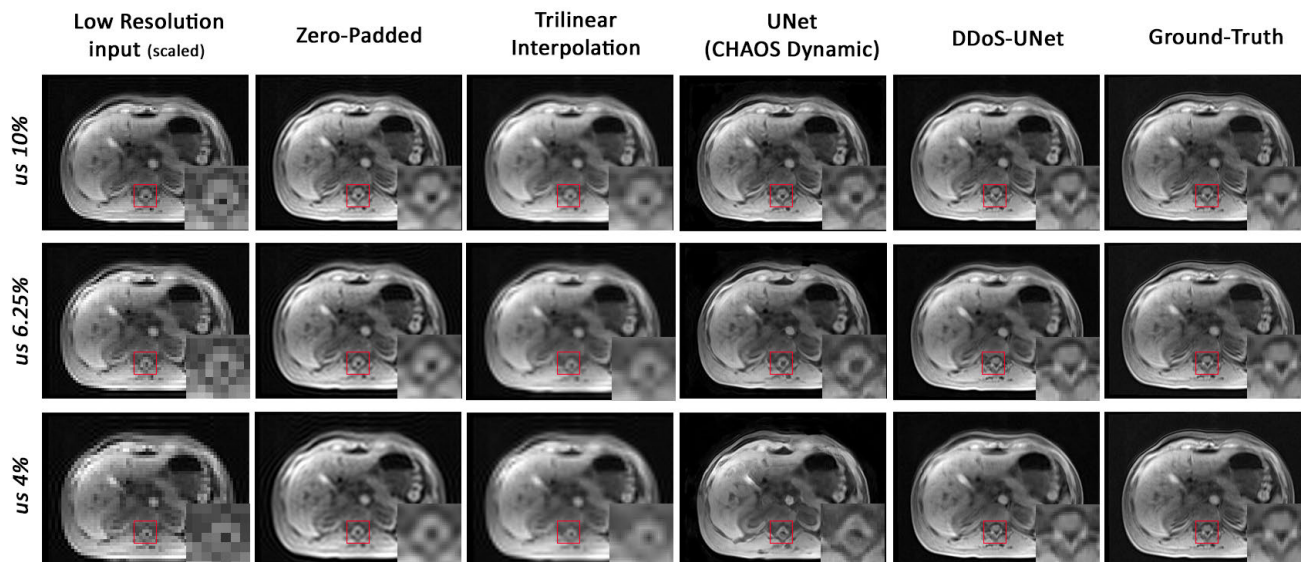 Low Resolution
input (scaled)
Zero-Padded
Trilinear
Interpolation
UNet
(CHAOS Dynamic)
DDoS-UNet
Ground-Truth
us 10%
us 6.25%
us 4%